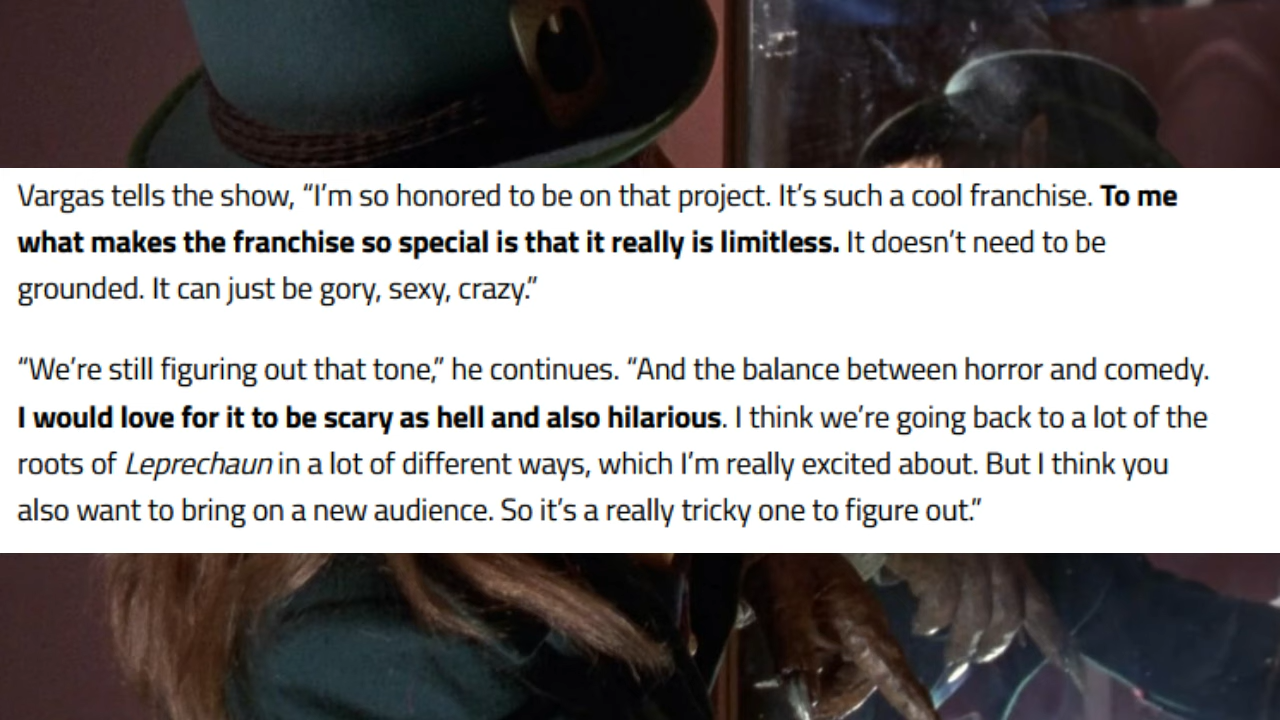 Vargas tells the show, “I’m so honored to be on that project. It’s such a cool franchise. To me
what makes the franchise so special is that it really is limitless. It doesn’t need to be
grounded. It can just be gory, sexy, crazy.”
“We’re still figuring out that tone,” he continues. “And the balance between horror and comedy.
I would love for it to be scary as hell and also hilarious. I think we’re going back to a lot of the
roots of Leprechaun in a lot of different ways, which I’m really excited about. But I think you
also want to bring on a new audience. So it’s a really tricky one to figure out.”